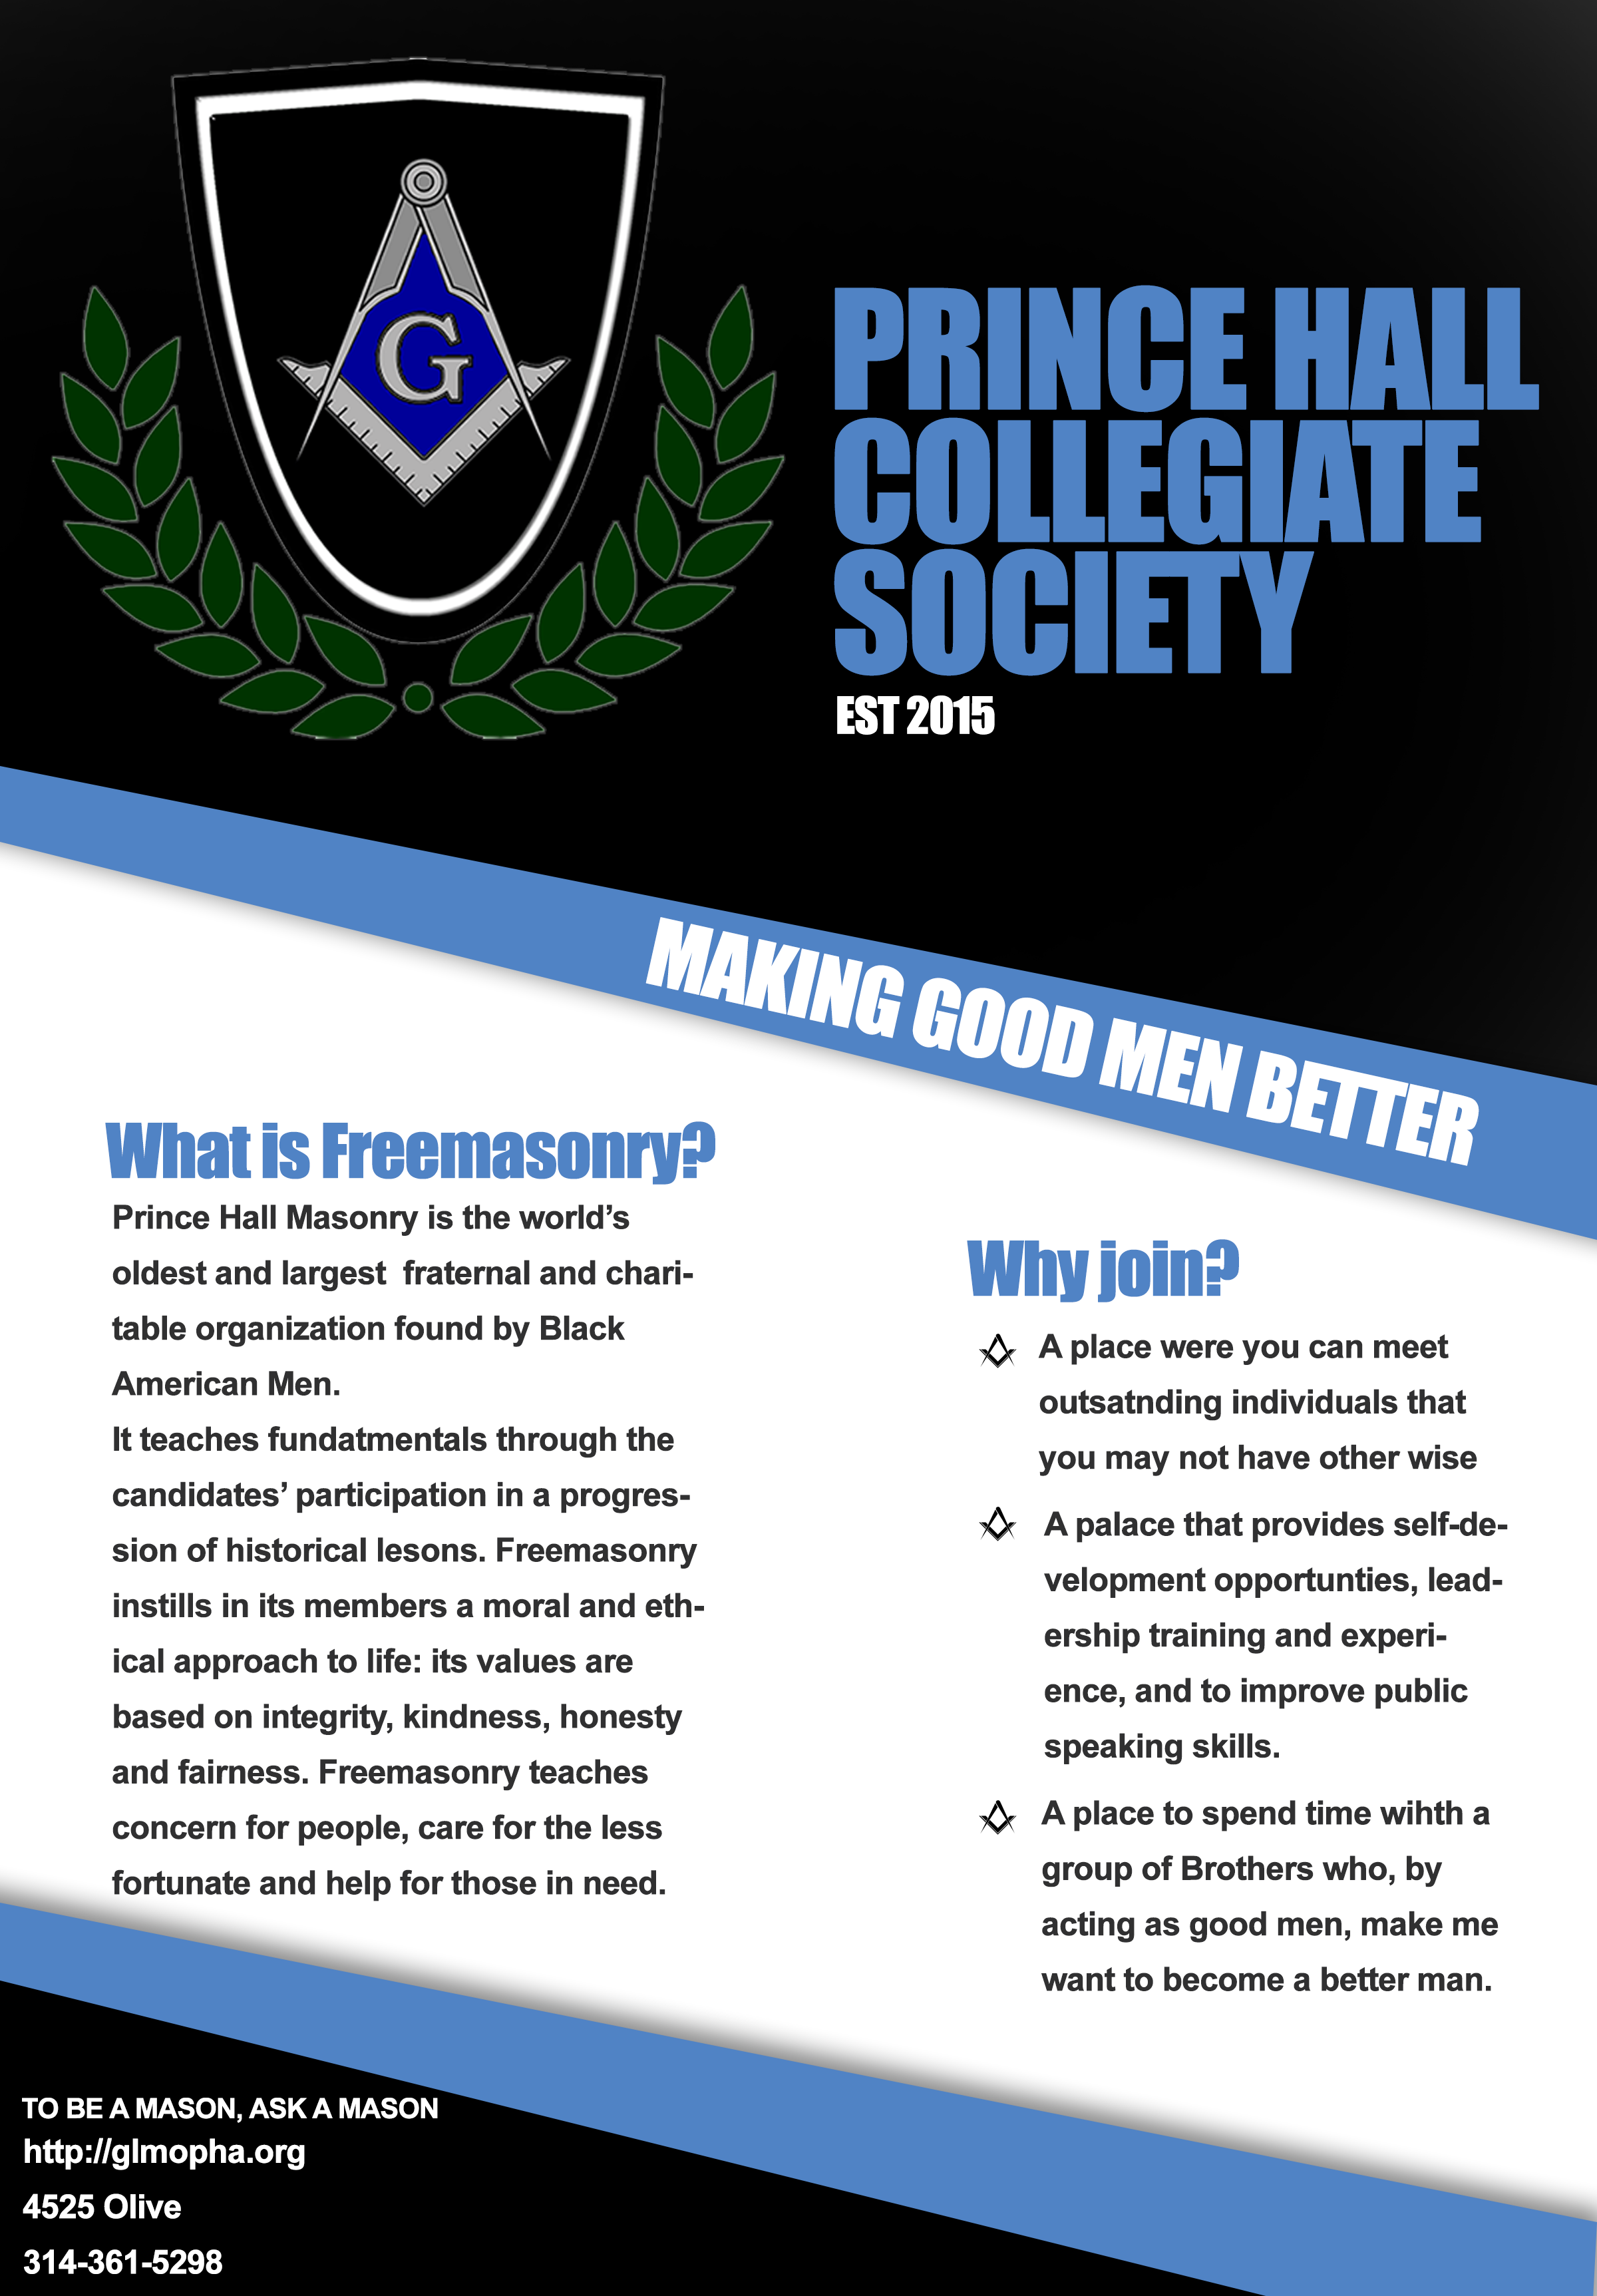 G
PRINCE HALL
COLLEGIATE
SOCIETY
EST 2015
MAKING GOOD MEN BETTER
What is Freemasonry?
Prince Hall Masonry is the world’s
oldest and largest  fraternal and chari-
table organization found by Black
American Men.
It teaches fundatmentals through the
candidates’ participation in a progres-
sion of historical lesons. Freemasonry
instills in its members a moral and eth-
ical approach to life: its values are
based on integrity, kindness, honesty
and fairness. Freemasonry teaches
concern for people, care for the less
fortunate and help for those in need.
Why join?
A place were you can meet
outsatnding individuals that
you may not have other wise
A palace that provides self-de-
velopment opportunties, lead-
ership training and experi-
ence, and to improve public
speaking skills.
A place to spend time wihth a
group of Brothers who, by
acting as good men, make me
want to become a better man.
TO BE A MASON, ASK A MASON
http://glmopha.org
4525 Olive
314-361-5298